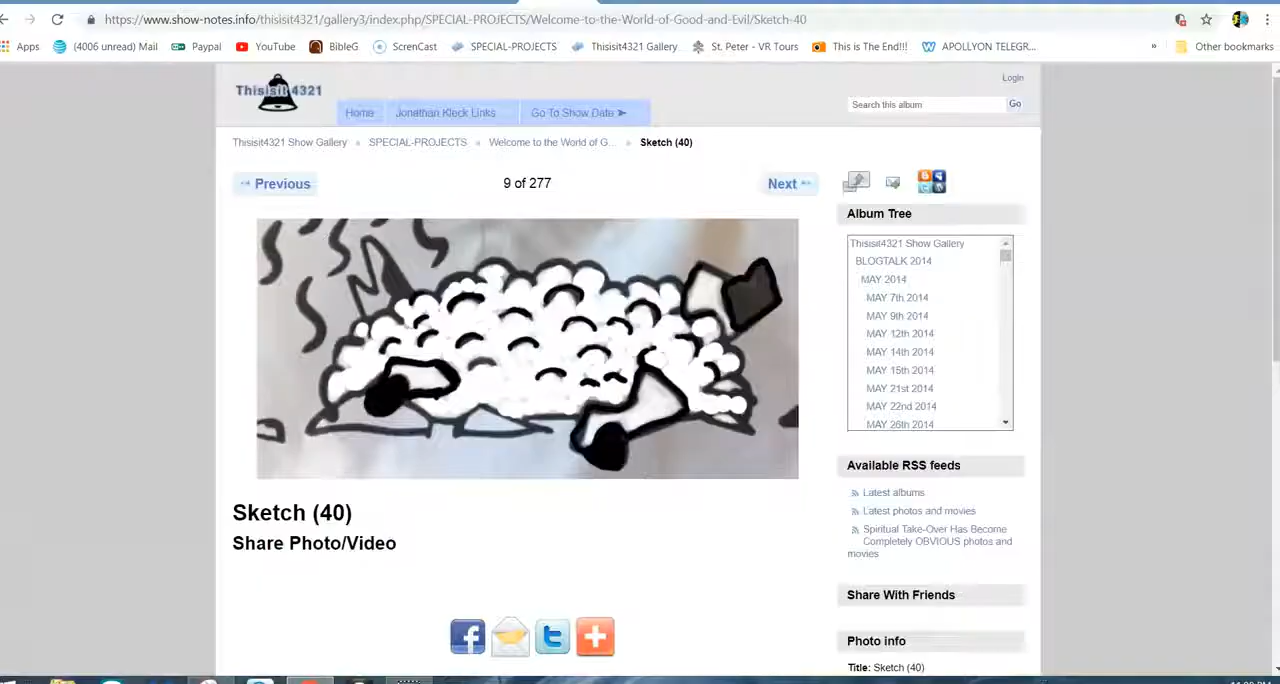 https://www.show-notes.info/thisisit4321/gallery3/index.php/SPECIAL-PROJECTS/Welcome-to-the-World-of-Good-and-Evil/Sketch-40
Apps (4006 unread) Mail Paypal YouTube BibleG ScrenCast SPECIAL-PROJECTS Thisisit4321 Gallery St. Peter - VR Tours This is The End!!! APOLLYON TELEGR... » Other bookmarks
Login
Thisisit4321
Home Jonathan Kleck Links Go To Show Date
Search this album Go
Thisisit4321 Show Gallery » SPECIAL-PROJECTS » Welcome to the World of G... » Sketch (40)
Previous 9 of 277 Next
Album Tree
Thisisit4321 Show Gallery
BLOGTALK 2014
MAY 2014
MAY 7th 2014
MAY 9th 2014
MAY 12th 2014
MAY 14th 2014
MAY 15th 2014
MAY 21st 2014
MAY 22nd 2014
MAY 26th 2014
Available RSS feeds
Latest albums
Latest photos and movies
Spiritual Take-Over Has Become
Completely OBVIOUS photos and
movies
Sketch (40)
Share Photo/Video
Share With Friends
Photo info
Title: Sketch (40)